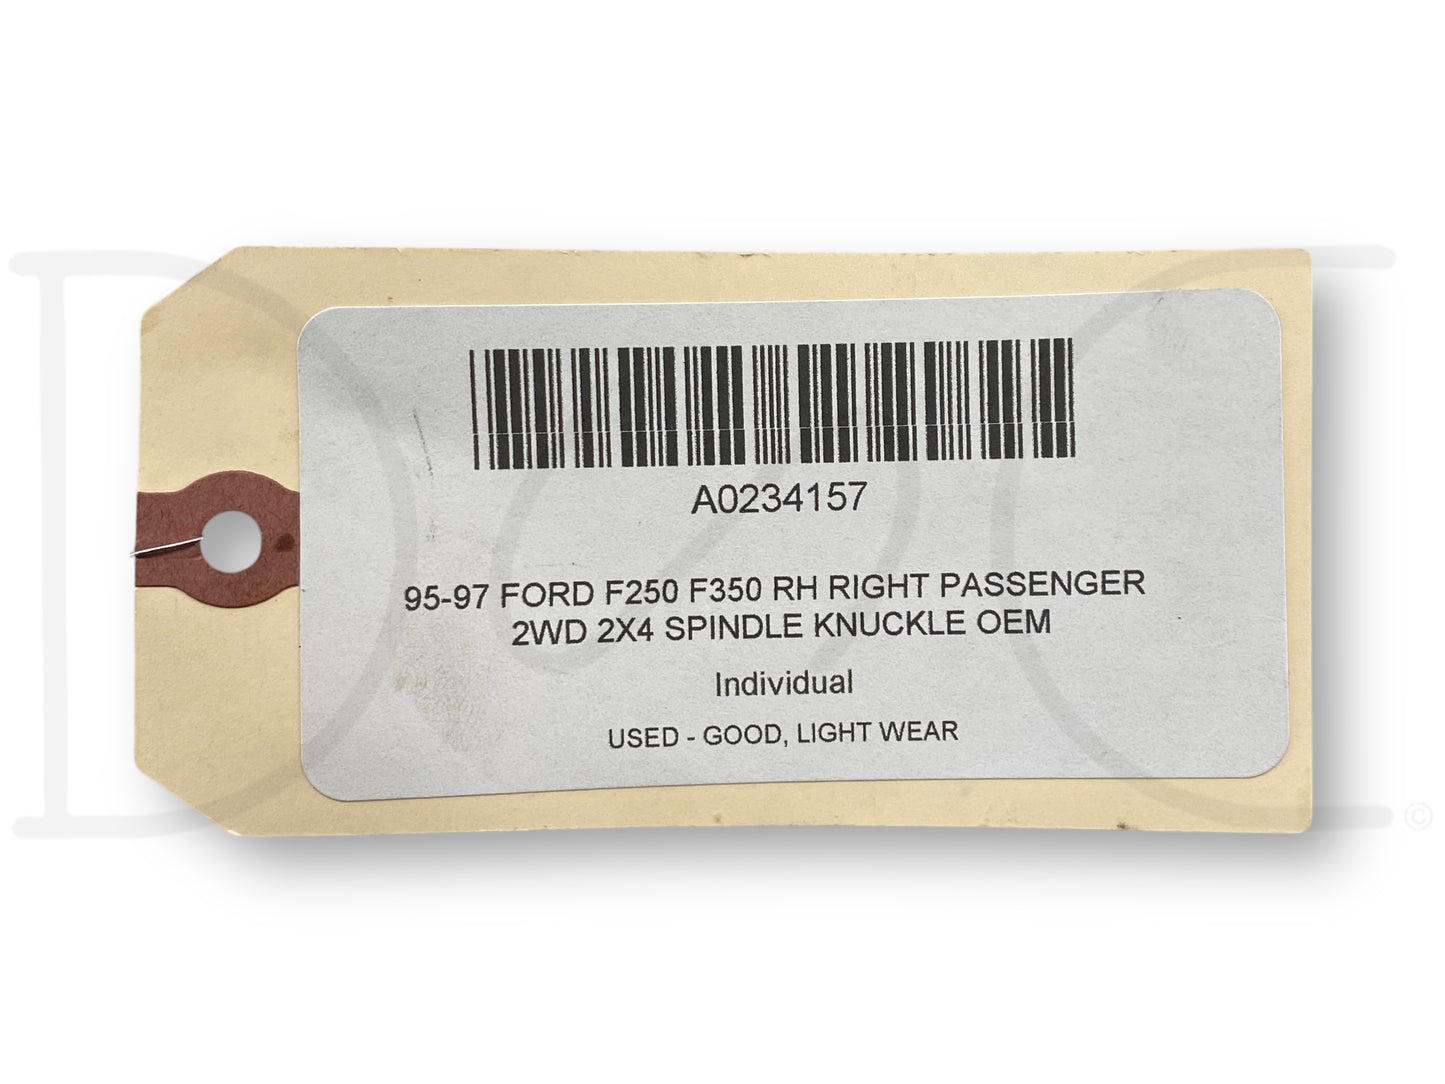 A0234157
95-97 FORD F250 F350 RH RIGHT PASSENGER
2WD 2X4 SPINDLE KNUCKLE OEM
Individual
USED - GOOD, LIGHT WEAR
©